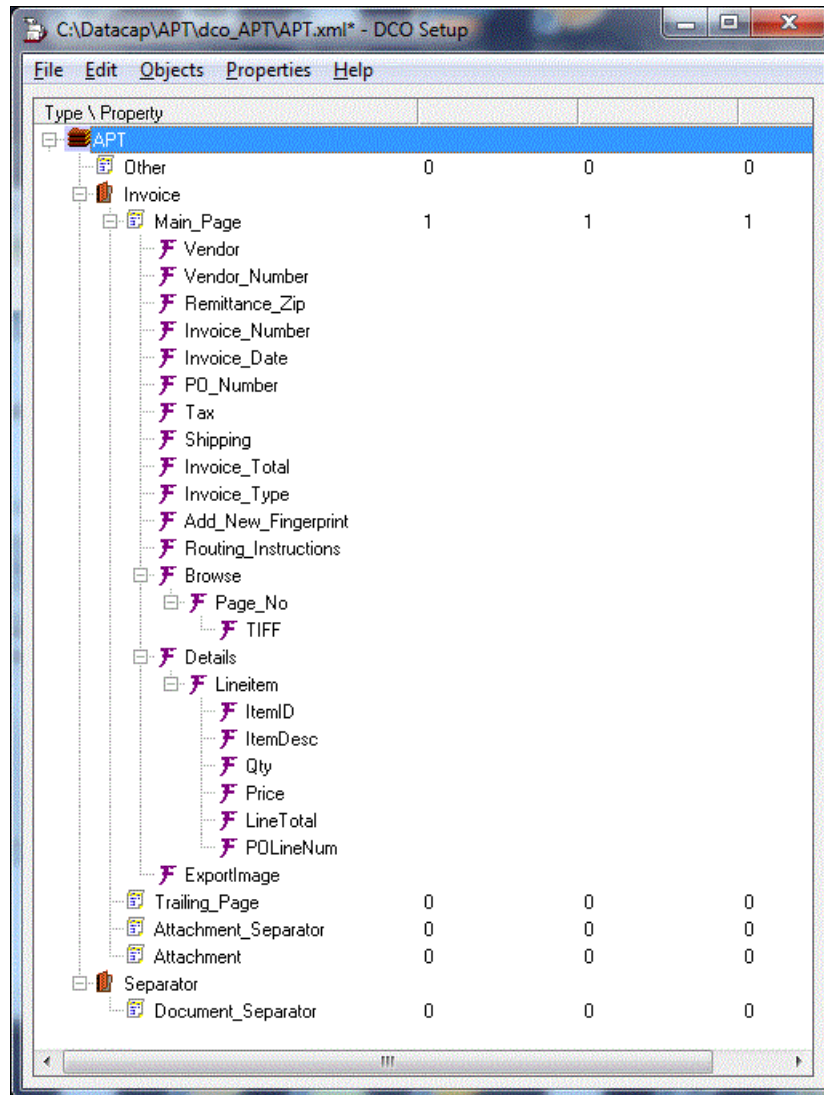 C:\Datacap\APT\dco_APT\APT.xml* - DCO Setup
File Edit Objects Properties Help
Type \ Property
APT
Other 0 0 0
Invoice
Main_Page 1 1 1
Vendor
Vendor_Number
Remittance_Zip
Invoice_Number
Invoice_Date
PO_Number
Tax
Shipping
Invoice_Total
Invoice_Type
Add_New_Fingerprint
Routing_Instructions
Browse
Page_No
TIFF
Details
Lineitem
ItemID
ItemDesc
Qty
Price
LineTotal
POLineNum
ExportImage
Trailing_Page 0 0 0
Attachment_Separator 0 0 0
Attachment 0 0 0
Separator
Document_Separator 0 0 0